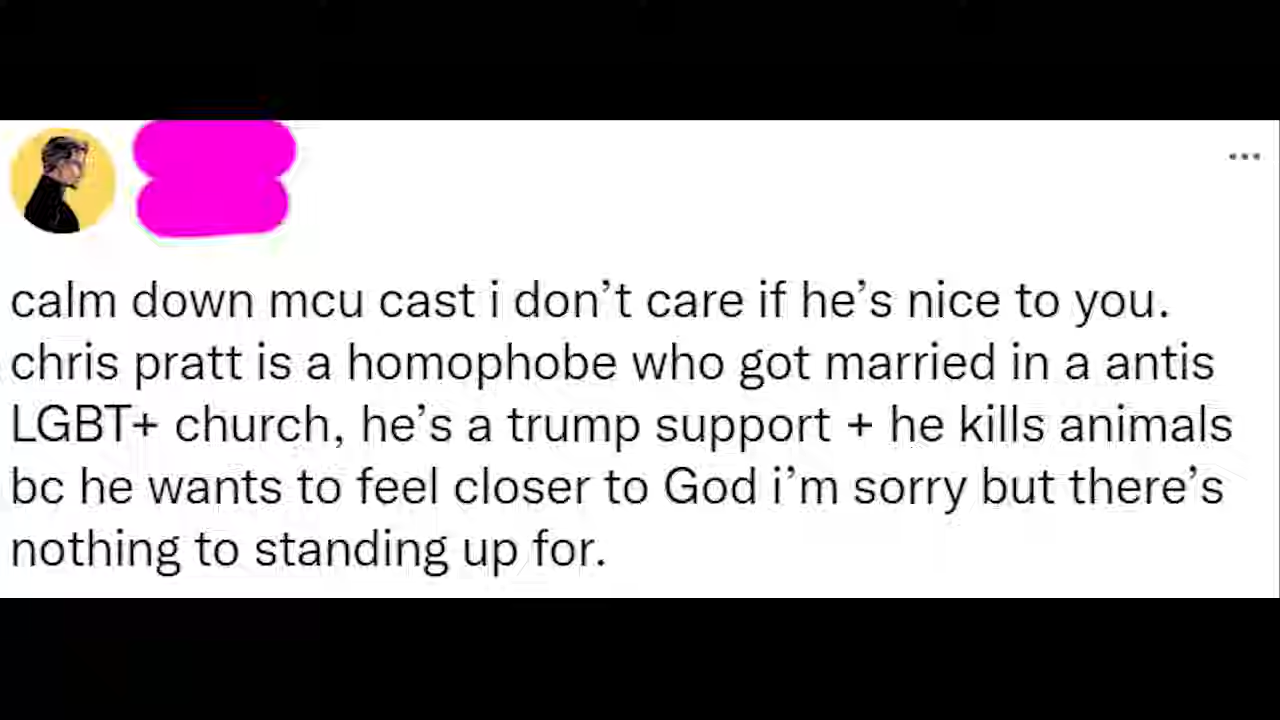 calm down mcu cast i don’t care if he’s nice to you.
chris pratt is a homophobe who got married in a antis
LGBT+ church, he’s a trump support + he kills animals
bc he wants to feel closer to God i’m sorry but there’s
nothing to standing up for.